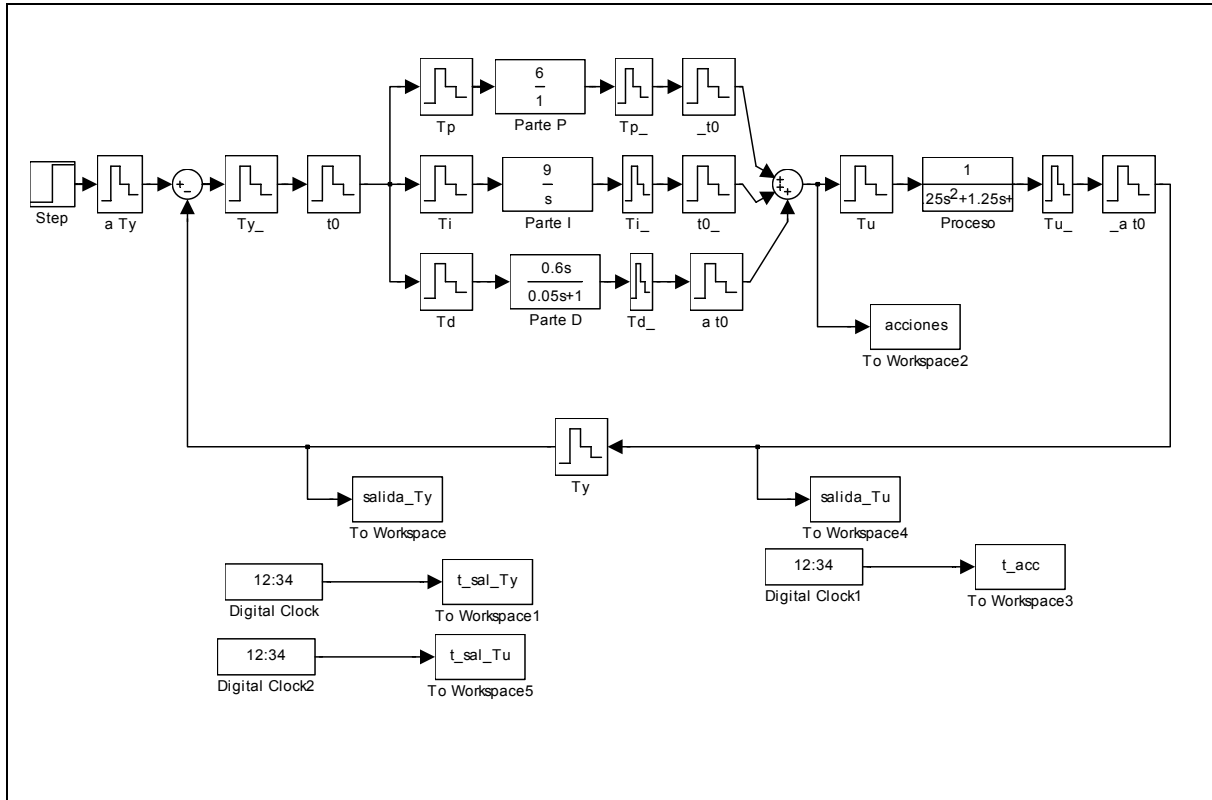 6
1
Tp
Parte P
Tp_
_t0
+
-
Step
a Ty
Ty_
t0
Ti
9
s
Parte I
Ti_
t0_
+
+
+
Tu
1
.25s2+1.25s+
Proceso
Tu_
_a t0
Td
0.6s
0.05s+1
Parte D
Td_
a t0
acciones
To Workspace2
Ty
salida_Ty
To Workspace
salida_Tu
To Workspace4
12:34
Digital Clock
t_sal_Ty
To Workspace1
12:34
Digital Clock1
t_acc
To Workspace3
12:34
Digital Clock2
t_sal_Tu
To Workspace5